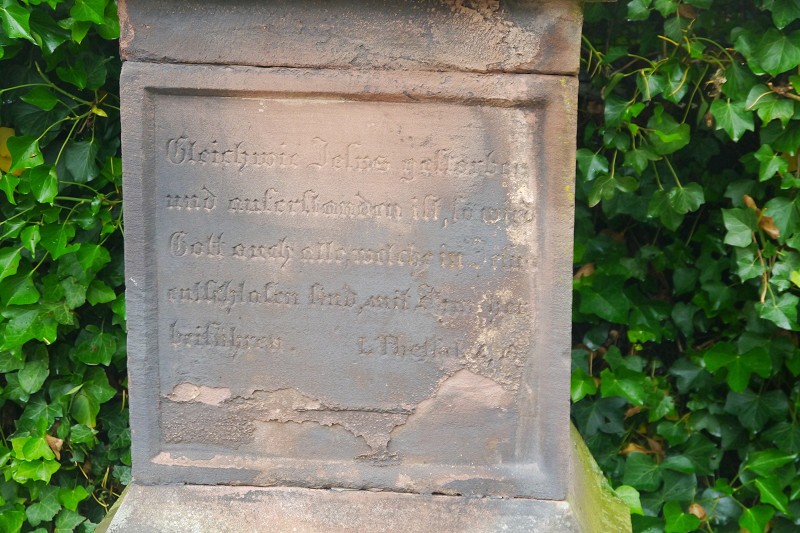 Gleichwie Jesus gestorben
und auferstanden ist, so wird
Gott auch alle, welche in Jesus
entschlafen sind, mit
beiführen. 1. Thessal. 4,